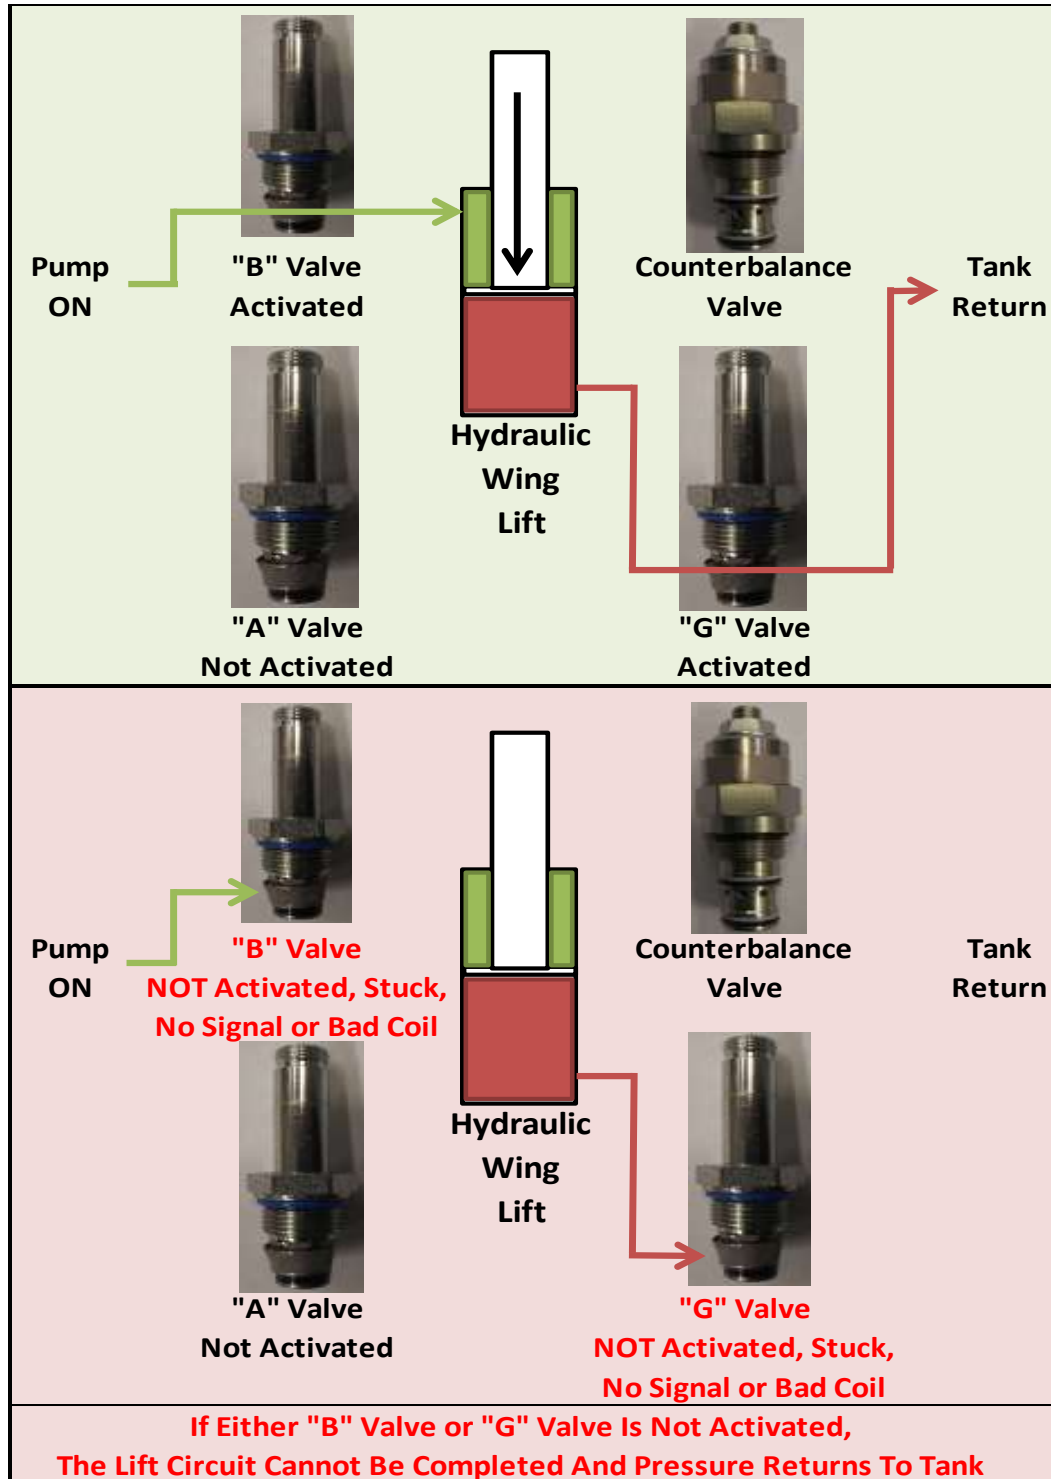 Pump
ON
"B" Valve
Activated
Counterbalance
Valve
Tank
Return
Hydraulic
Wing
Lift
"A" Valve
Not Activated
"G" Valve
Activated
Pump
ON
"B" Valve
NOT Activated, Stuck,
No Signal or Bad Coil
Counterbalance
Valve
Tank
Return
Hydraulic
Wing
Lift
"A" Valve
Not Activated
"G" Valve
NOT Activated, Stuck,
No Signal or Bad Coil
If Either "B" Valve or "G" Valve Is Not Activated,
The Lift Circuit Cannot Be Completed And Pressure Returns To Tank